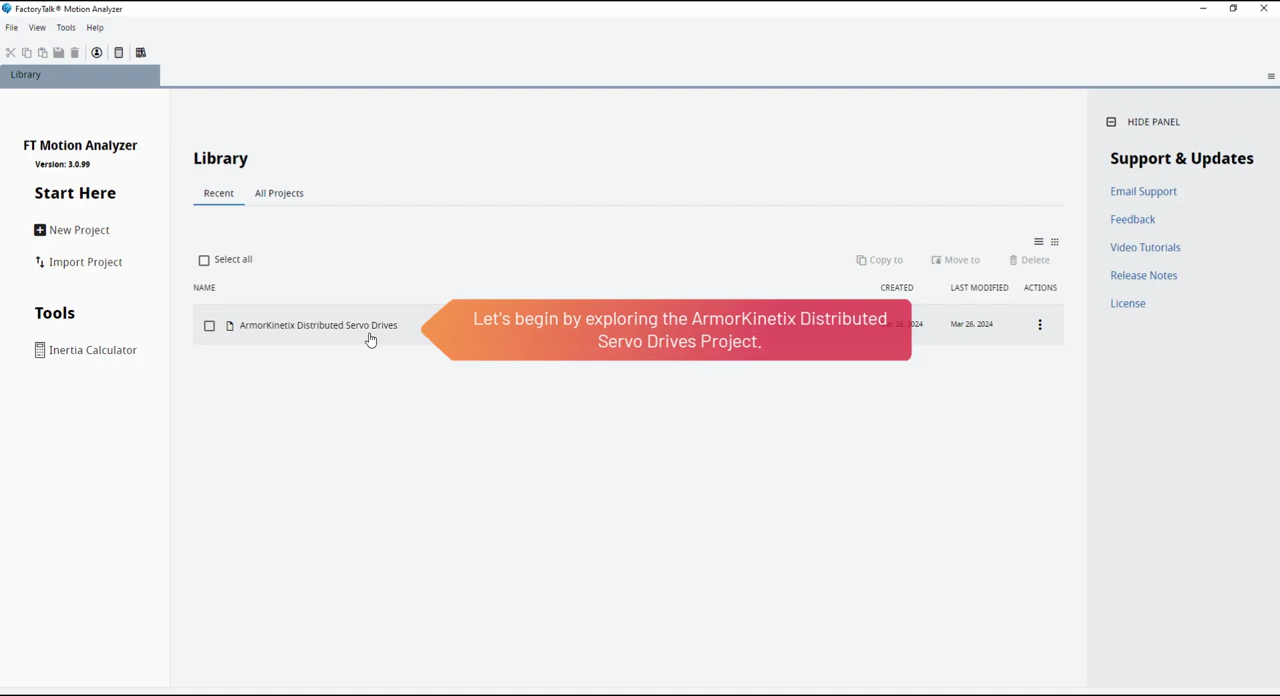 FactoryTalk® Motion Analyzer
File View Tools Help
Library
FT Motion Analyzer
Version: 3.0.99
Start Here
New Project
Import Project
Tools
Inertia Calculator
Library
Recent All Projects
Select all Copy to Move to Delete
NAME CREATED LAST MODIFIED ACTIONS
ArmorKinetix Distributed Servo Drives 2024 Mar 26, 2024
Let's begin by exploring the ArmorKinetix Distributed
Servo Drives Project.
HIDE PANEL
Support & Updates
Email Support
Feedback
Video Tutorials
Release Notes
License